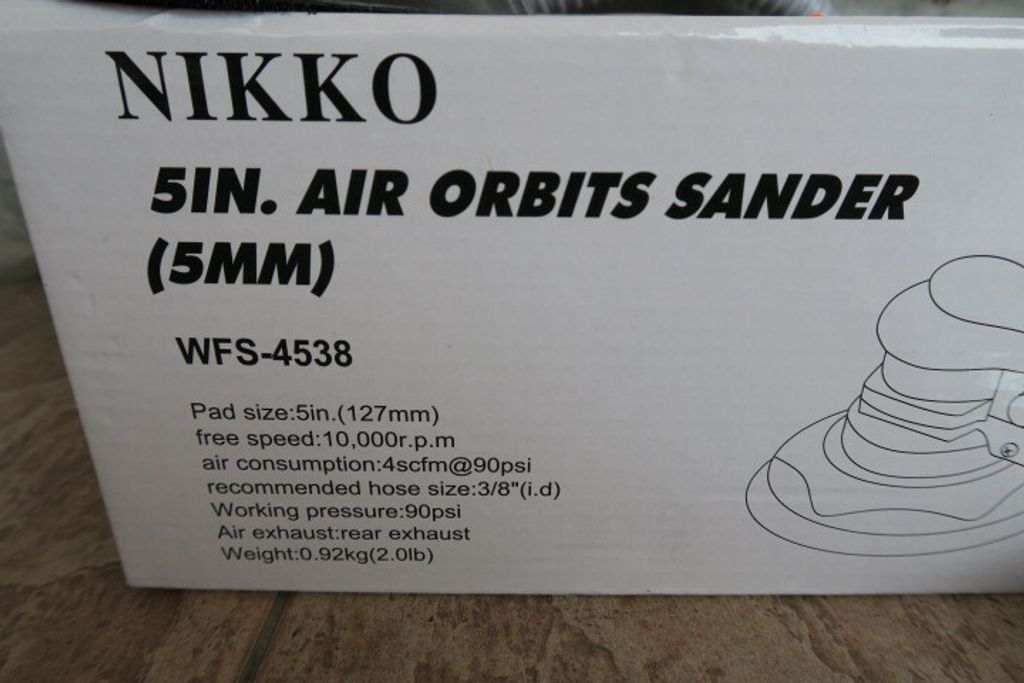 NIKKO
5IN. AIR ORBITS SANDER
(5MM)
WFS-4538
Pad size:5in.(127mm)
free speed:10,000r.p.m
air consumption:4scfm@90psi
recommended hose size:3/8"(i.d)
Working pressure:90psi
Air exhaust:rear exhaust
Weight:0.92kg(2.0lb)